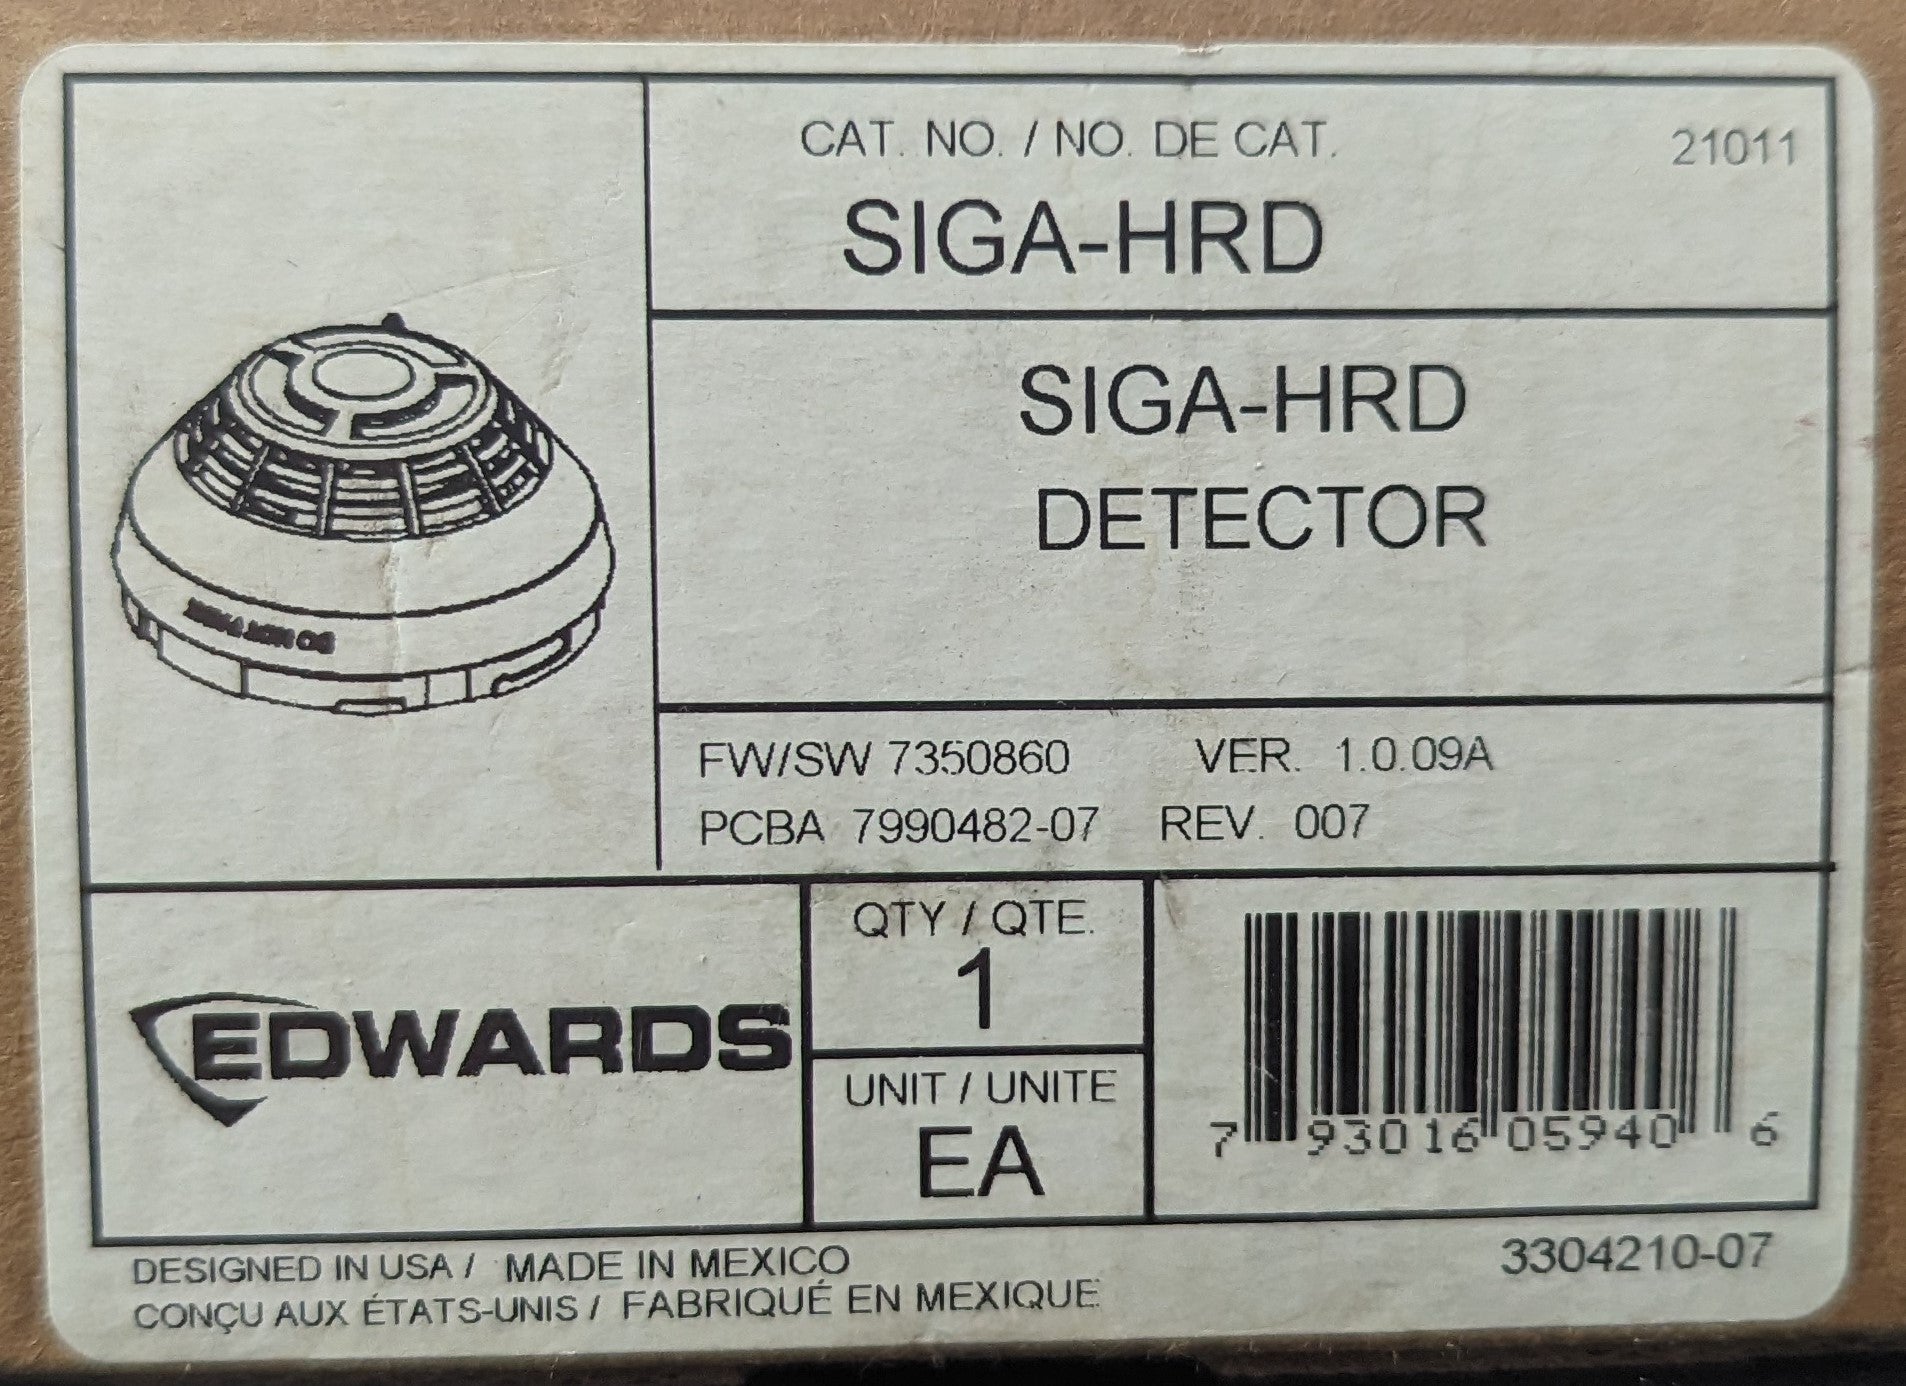 CAT. NO. / NO. DE CAT. 21011
SIGA-HRD
SIGA-HRD
DETECTOR
FW/SW 7350860 VER. 1.0.09A
PCBA 7990482-07 REV. 007
EDWARDS
QTY / QTE.
1
UNIT / UNITE
EA
7 93016 05940 6
DESIGNED IN USA / MADE IN MEXICO
CONÇU AUX ÉTATS-UNIS / FABRIQUÉ EN MEXIQUE
3304210-07